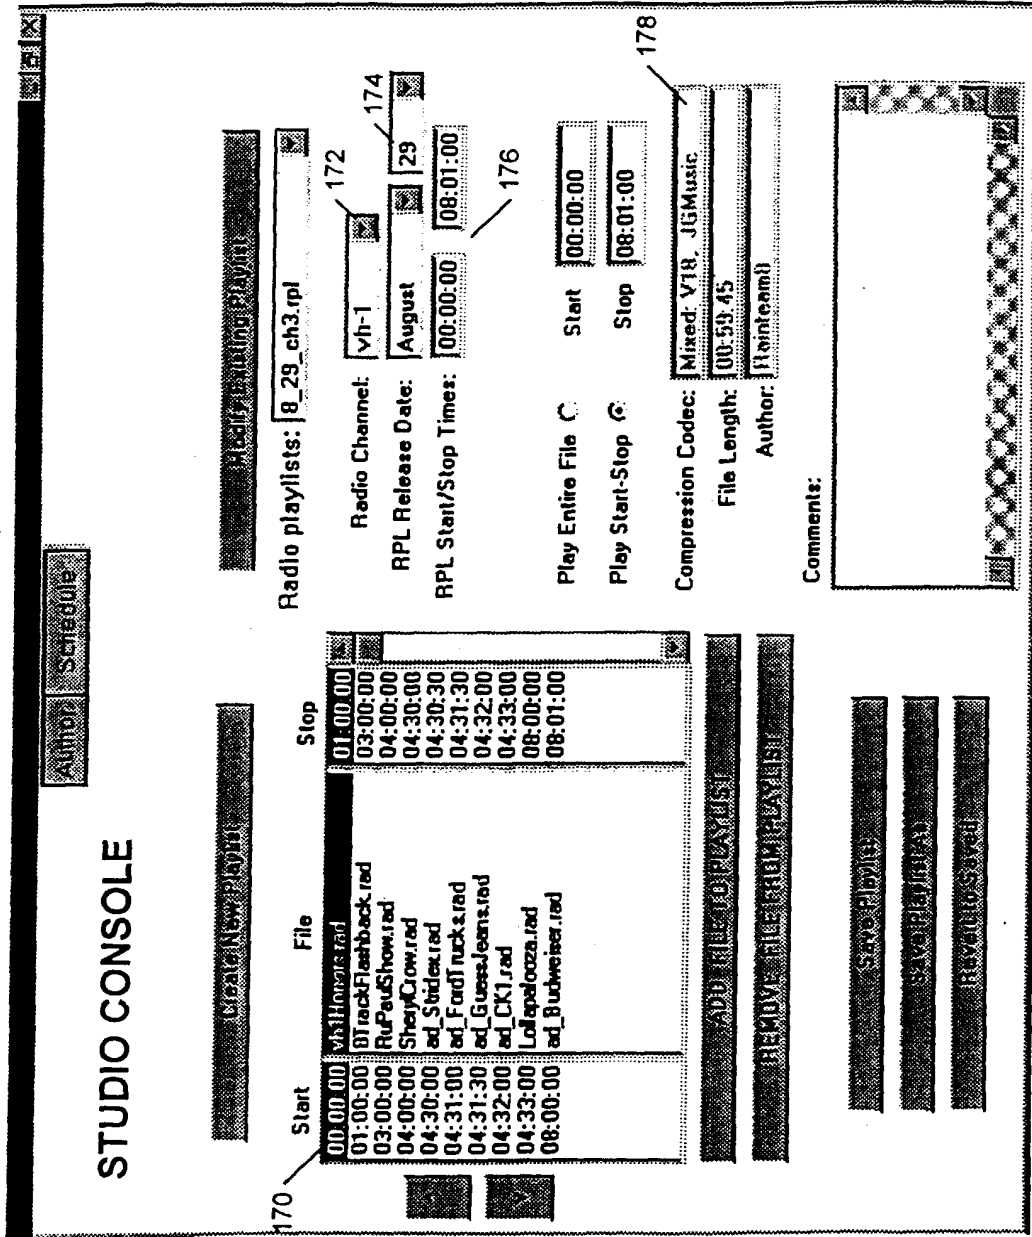 STUDIO CONSOLE
Author Schedule
Create New Playlist
Modify Existing Playlist
Radio playlists: 8_29_ch3.rpl
Start File Stop
00:00:00 vh1Honors.rad 01:00:00
01:00:00 8TrackFlashback.rad 03:00:00
03:00:00 RuPaulShow.rad 04:00:00
04:00:00 SherylCrow.rad 04:30:00
04:30:00 ad_Stridex.rad 04:30:30
04:31:00 ad_FordTrucks.rad 04:31:30
04:31:30 ad_GuessJeans.rad 04:32:00
04:32:00 ad_CK1.rad 04:33:00
04:33:00 Lollapalooza.rad 08:00:00
08:00:00 ad_Budweiser.rad 08:01:00
170
ADD FILE TO PLAYLIST
REMOVE FILE FROM PLAYLIST
Save Playlist
Save Playlist As
Revert to Saved
Radio Channel: vh-1
172
RPL Release Date: August 29
174
RPL Start/Stop Times: 00:00:00 08:01:00
176
Play Entire File Start 00:00:00
Play Start-Stop Stop 08:01:00
Compression Codec: Mixed: V18, JGMusic
178
File Length: 00:59:45
Author:
Comments: